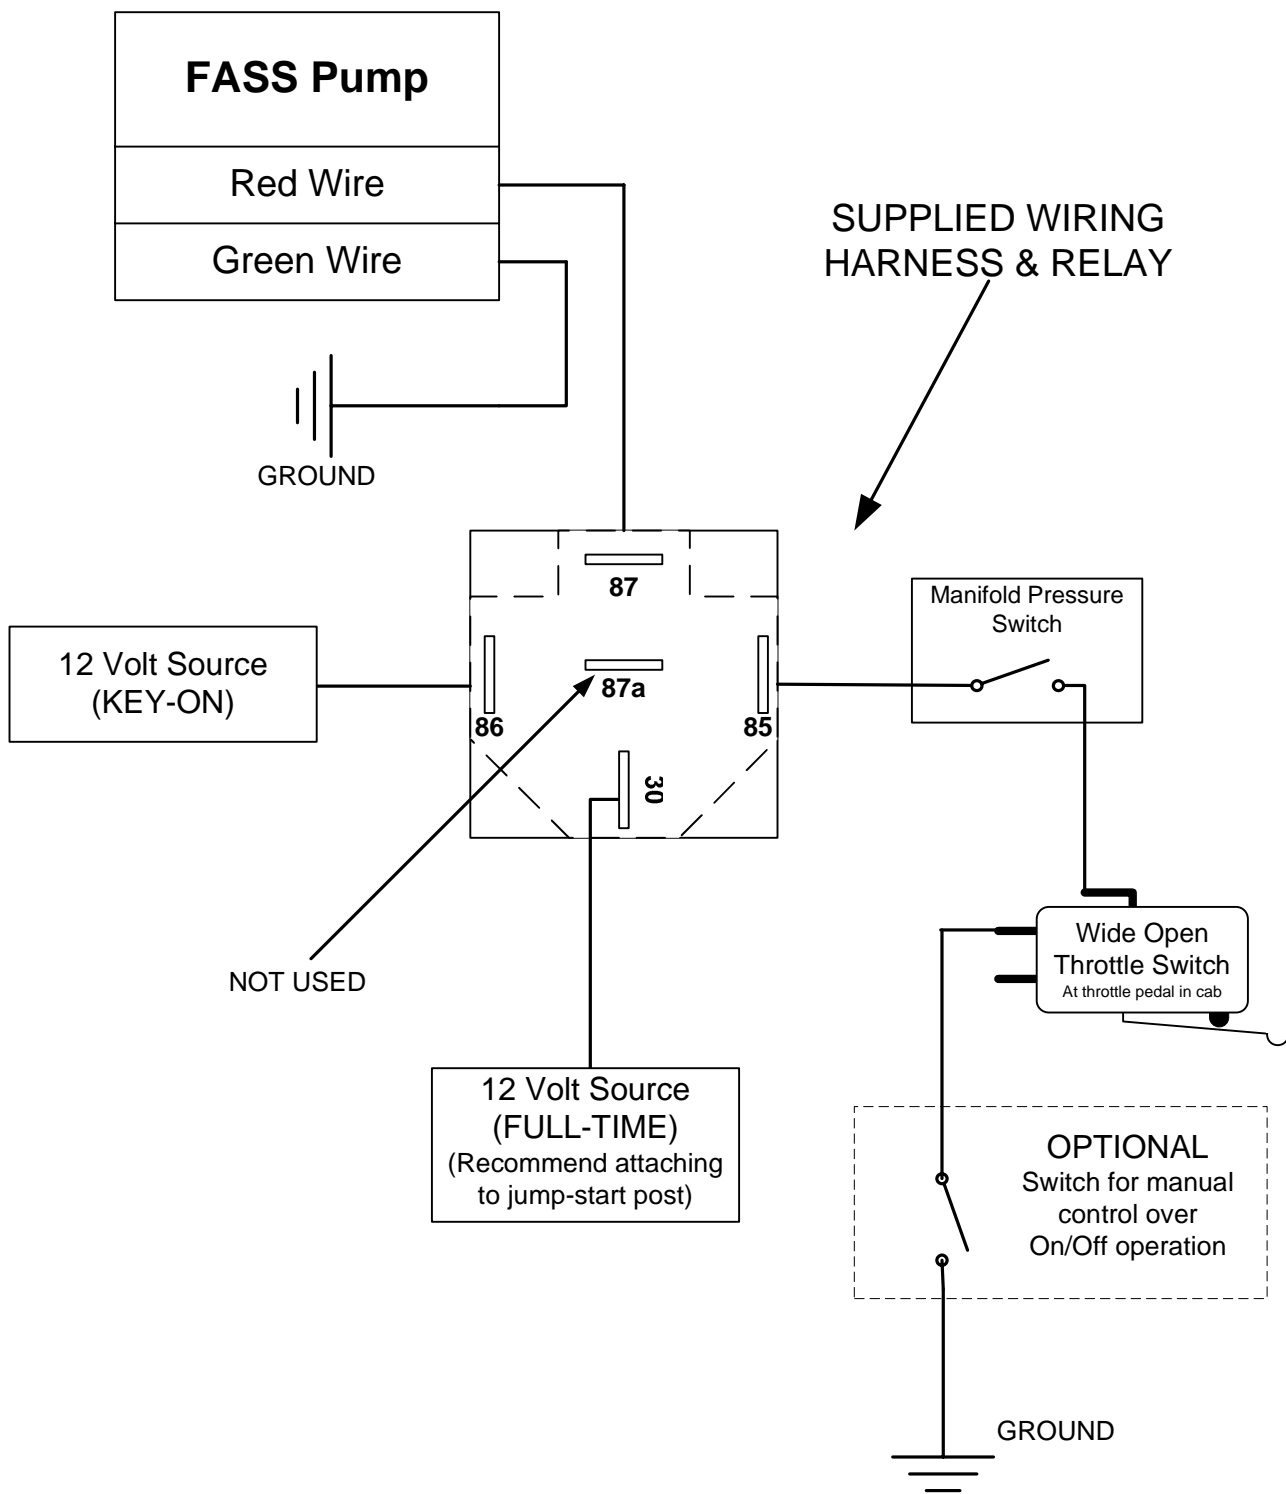 FASS Pump
Red Wire
Green Wire
GROUND
SUPPLIED WIRING
HARNESS & RELAY
87
87a
86
85
30
12 Volt Source
(KEY-ON)
Manifold Pressure
Switch
NOT USED
Wide Open
Throttle Switch
At throttle pedal in cab
12 Volt Source
(FULL-TIME)
(Recommend attaching
to jump-start post)
OPTIONAL
Switch for manual
control over
On/Off operation
GROUND